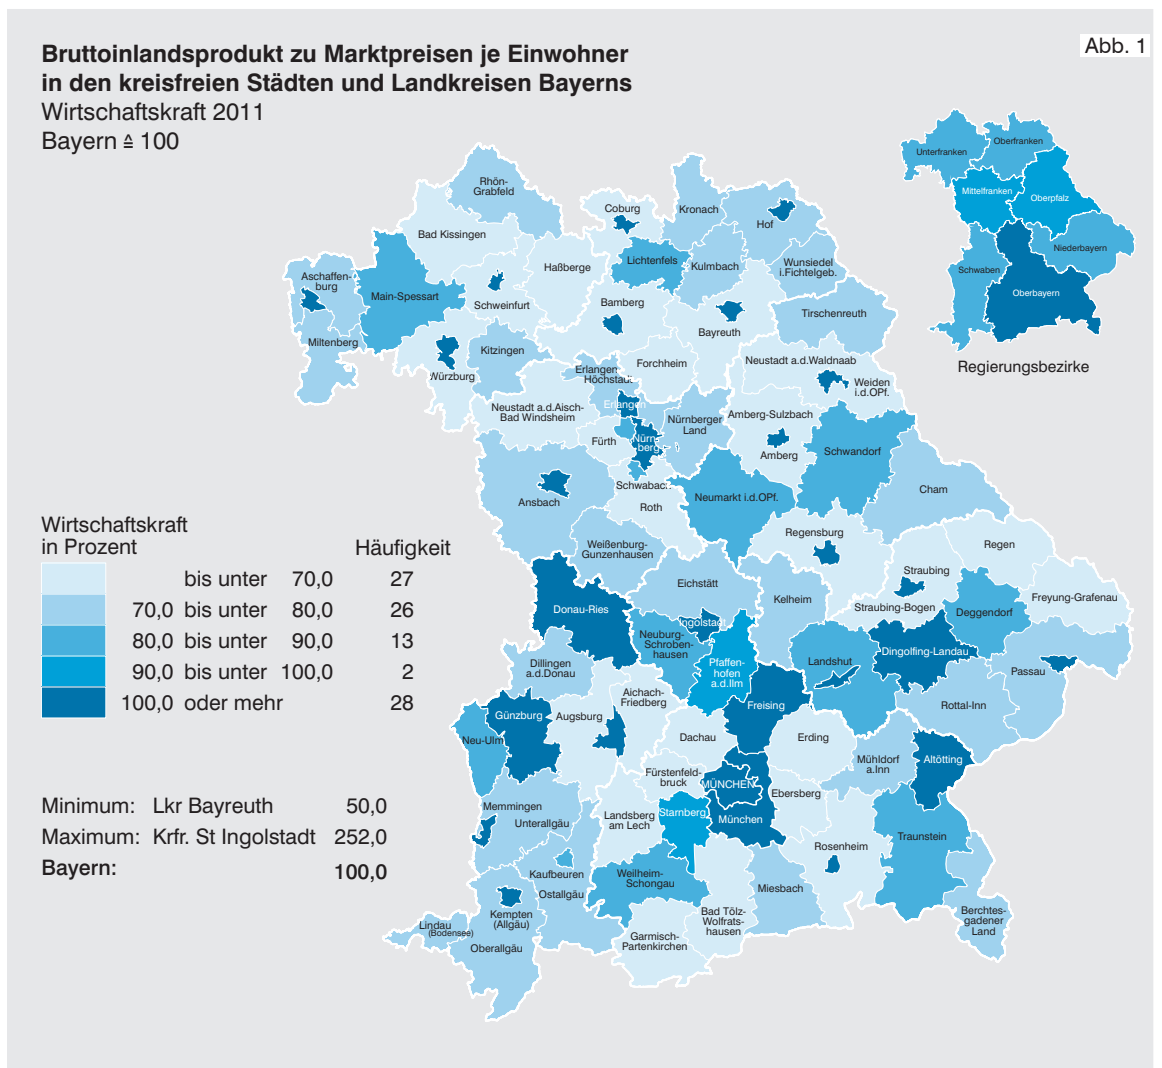 Abb. 1
Bruttoinlandsprodukt zu Marktpreisen je Einwohner
in den kreisfreien Städten und Landkreisen Bayerns
Wirtschaftskraft 2011
Bayern ≙ 100
Unterfranken
Oberfranken
Mittelfranken
Oberpfalz
Niederbayern
Schwaben
Oberbayern
Regierungsbezirke
Rhön-
Grabfeld
Coburg
Kronach
Hof
Bad Kissingen
Lichtenfels
Kulmbach
Wunsiedel
i.Fichtelgeb.
Haßberge
Aschaffen-
burg
Main-Spessart
Schweinfurt
Bamberg
Bayreuth
Tirschenreuth
Miltenberg
Würzburg
Kitzingen
Forchheim
Neustadt a.d.Waldnaab
Erlangen-
Höchstadt
Weiden
i.d.OPf.
Erlangen
Neustadt a.d.Aisch-
Bad Windsheim
Nürnberger
Land
Amberg-Sulzbach
Fürth
Nürn-
berg
Amberg
Schwandorf
Schwabach
Neumarkt i.d.OPf.
Cham
Ansbach
Roth
Regensburg
Weißenburg-
Gunzenhausen
Regen
Eichstätt
Straubing
Kelheim
Freyung-Grafenau
Donau-Ries
Straubing-Bogen
Deggendorf
Ingolstadt
Neuburg-
Schroben-
hausen
Dingolfing-Landau
Landshut
Pfaffen-
hofen
a.d.Ilm
Dillingen
a.d.Donau
Passau
Aichach-
Friedberg
Freising
Rottal-Inn
Günzburg
Augsburg
Neu-Ulm
Dachau
Erding
Mühldorf
a.Inn
Altötting
Fürstenfeld-
bruck
MÜNCHEN
Ebersberg
Memmingen
Unterallgäu
Landsberg
am Lech
Starnberg
München
Traunstein
Rosenheim
Kaufbeuren
Weilheim-
Schongau
Miesbach
Ostallgäu
Kempten
(Allgäu)
Bad Tölz-
Wolfrats-
hausen
Berchtes-
gadener
Land
Lindau
(Bodensee)
Oberallgäu
Garmisch-
Partenkirchen
Wirtschaftskraft
in Prozent
Häufigkeit
bis unter 70,0 27
70,0 bis unter 80,0 26
80,0 bis unter 90,0 13
90,0 bis unter 100,0 2
100,0 oder mehr 28
Minimum: Lkr Bayreuth 50,0
Maximum: Krfr. St Ingolstadt 252,0
Bayern: 100,0